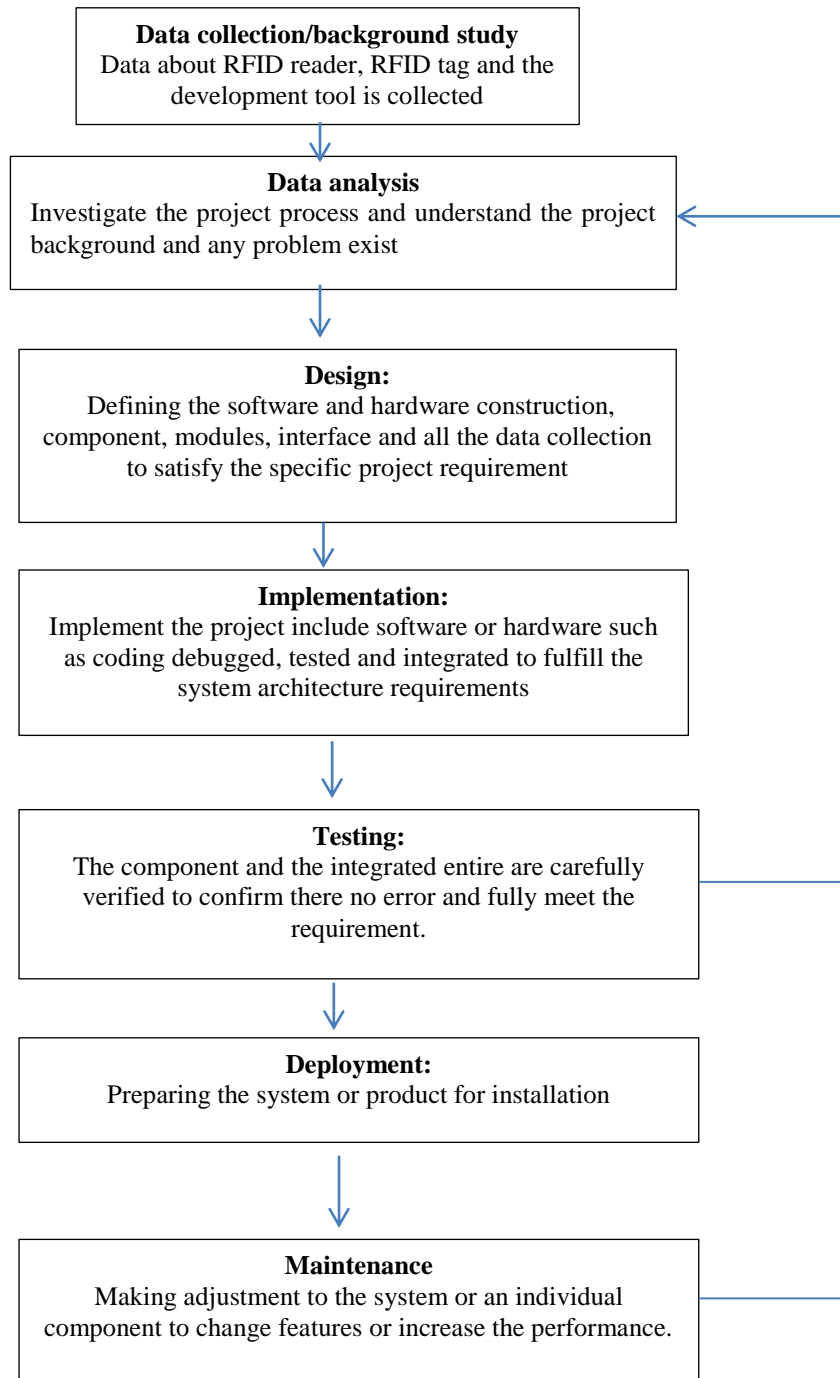 Data collection/background study
Data about RFID reader, RFID tag and the
development tool is collected
Data analysis
Investigate the project process and understand the project
background and any problem exist
Design:
Defining the software and hardware construction,
component, modules, interface and all the data collection
to satisfy the specific project requirement
Implementation:
Implement the project include software or hardware such
as coding debugged, tested and integrated to fulfill the
system architecture requirements
Testing:
The component and the integrated entire are carefully
verified to confirm there no error and fully meet the
requirement.
Deployment:
Preparing the system or product for installation
Maintenance
Making adjustment to the system or an individual
component to change features or increase the performance.